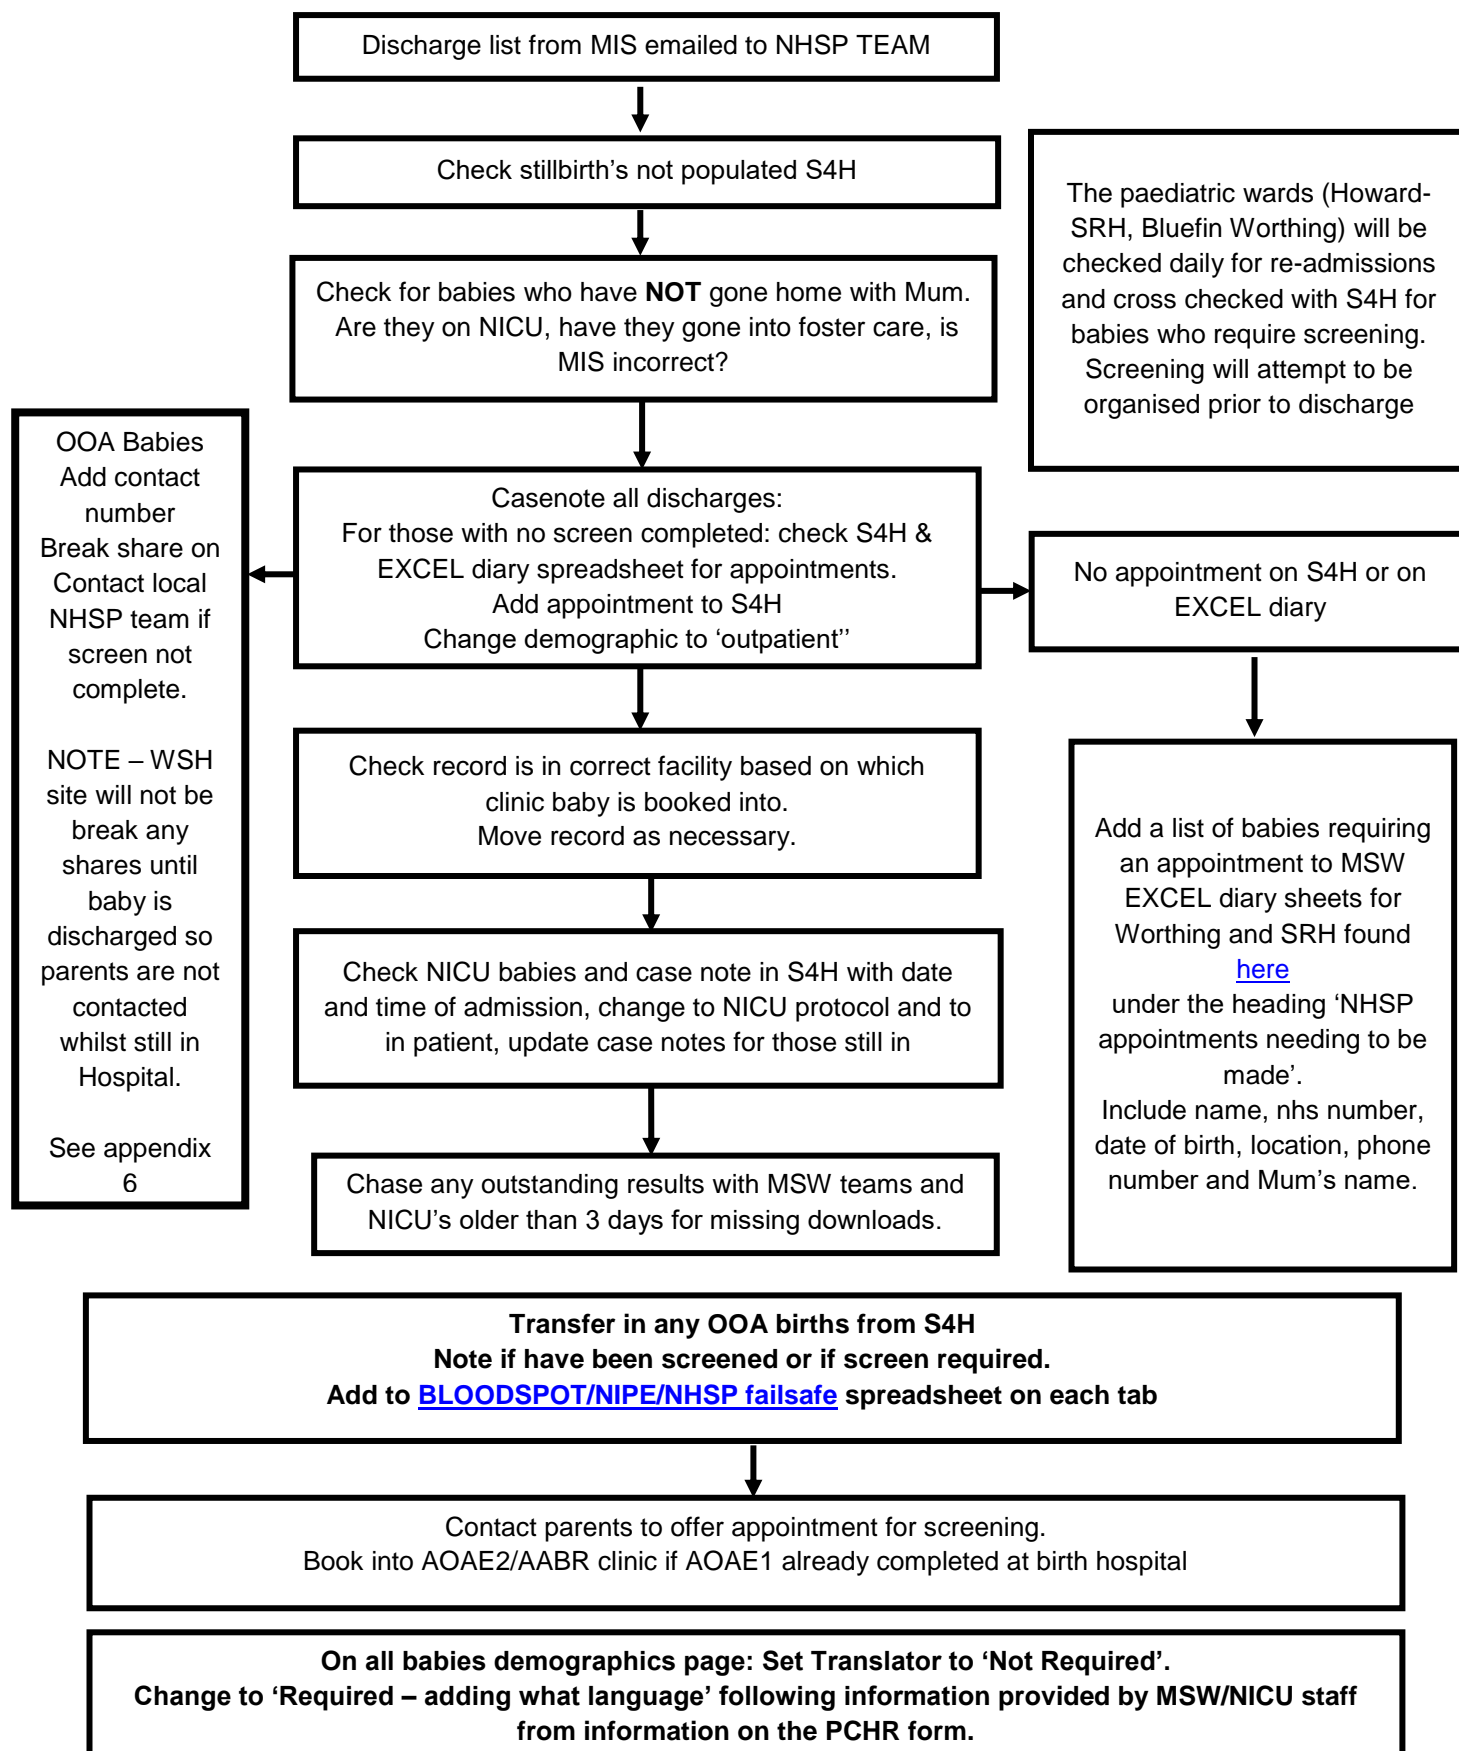 Discharge list from MIS emailed to NHSP TEAM
Check stillbirth's not populated S4H
The paediatric wards (Howard-
SRH, Bluefin Worthing) will be
checked daily for re-admissions
and cross checked with S4H for
babies who require screening.
Screening will attempt to be
organised prior to discharge
Check for babies who have NOT gone home with Mum.
Are they on NICU, have they gone into foster care, is
MIS incorrect?
OOA Babies
Add contact
number
Break share on
Contact local
NHSP team if
screen not
complete.
NOTE – WSH
site will not be
break any
shares until
baby is
discharged so
parents are not
contacted
whilst still in
Hospital.
See appendix
6
Casenote all discharges:
For those with no screen completed: check S4H &
EXCEL diary spreadsheet for appointments.
Add appointment to S4H
Change demographic to ‘outpatient’’
No appointment on S4H or on
EXCEL diary
Check record is in correct facility based on which
clinic baby is booked into.
Move record as necessary.
Add a list of babies requiring
an appointment to MSW
EXCEL diary sheets for
Worthing and SRH found
here
under the heading ‘NHSP
appointments needing to be
made’.
Include name, nhs number,
date of birth, location, phone
number and Mum’s name.
Check NICU babies and case note in S4H with date
and time of admission, change to NICU protocol and to
in patient, update case notes for those still in
Chase any outstanding results with MSW teams and
NICU’s older than 3 days for missing downloads.
Transfer in any OOA births from S4H
Note if have been screened or if screen required.
Add to BLOODSPOT/NIPE/NHSP failsafe spreadsheet on each tab
Contact parents to offer appointment for screening.
Book into AOAE2/AABR clinic if AOAE1 already completed at birth hospital
On all babies demographics page: Set Translator to ‘Not Required’.
Change to ‘Required – adding what language’ following information provided by MSW/NICU staff
from information on the PCHR form.